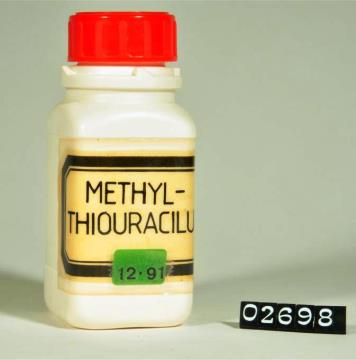 METHYL-
THIOURACILU
12·91
02698